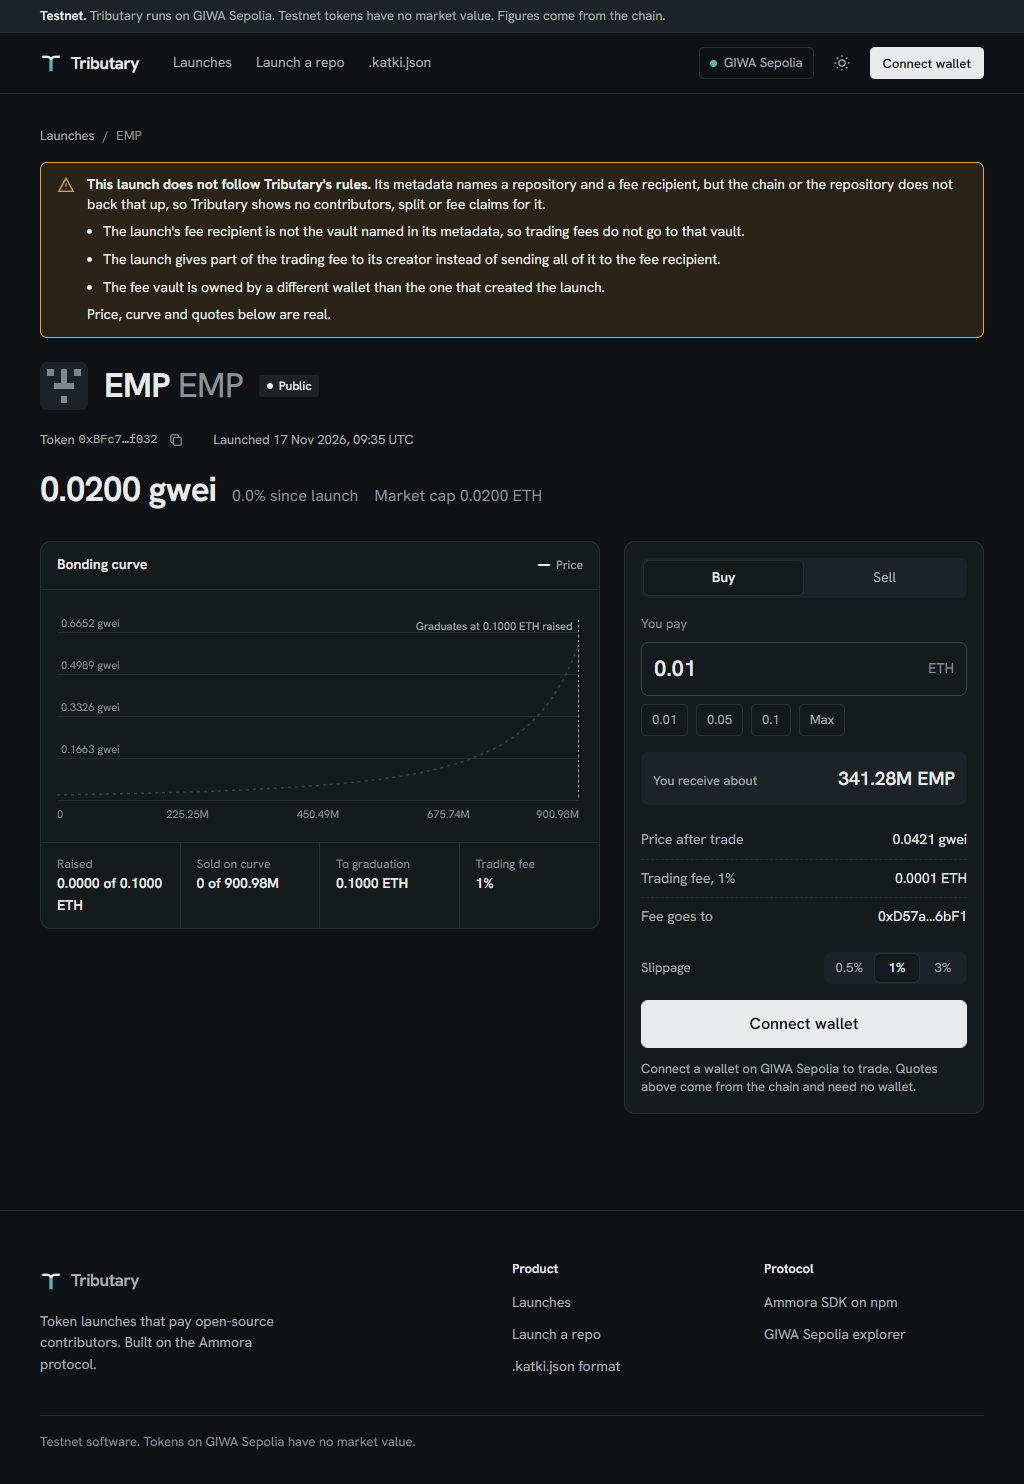 Testnet. Tributary runs on GIWA Sepolia. Testnet tokens have no market value. Figures come from the chain.
Tributary
Launches
Launch a repo
.katki.json
GIWA Sepolia
Connect wallet
Launches / EMP
This launch does not follow Tributary's rules. Its metadata names a repository and a fee recipient, but the chain or the repository does not
back that up, so Tributary shows no contributors, split or fee claims for it.
• The launch's fee recipient is not the vault named in its metadata, so trading fees do not go to that vault.
• The launch gives part of the trading fee to its creator instead of sending all of it to the fee recipient.
• The fee vault is owned by a different wallet than the one that created the launch.
Price, curve and quotes below are real.
EMP EMP
Public
Token 0xBFc7…f032
Launched 17 Nov 2026, 09:35 UTC
0.0200 gwei
0.0% since launch
Market cap 0.0200 ETH
Bonding curve
Price
0.6652 gwei
Graduates at 0.1000 ETH raised
0.4989 gwei
0.3326 gwei
0.1663 gwei
0
225.25M
450.49M
675.74M
900.98M
Raised
0.0000 of 0.1000
ETH
Sold on curve
0 of 900.98M
To graduation
0.1000 ETH
Trading fee
1%
Buy
Sell
You pay
0.01
ETH
0.01
0.05
0.1
Max
You receive about
341.28M EMP
Price after trade
0.0421 gwei
Trading fee, 1%
0.0001 ETH
Fee goes to
0xD57a…6bF1
Slippage
0.5%
1%
3%
Connect wallet
Connect a wallet on GIWA Sepolia to trade. Quotes
above come from the chain and need no wallet.
Tributary
Token launches that pay open-source
contributors. Built on the Ammora
protocol.
Product
Launches
Launch a repo
.katki.json format
Protocol
Ammora SDK on npm
GIWA Sepolia explorer
Testnet software. Tokens on GIWA Sepolia have no market value.